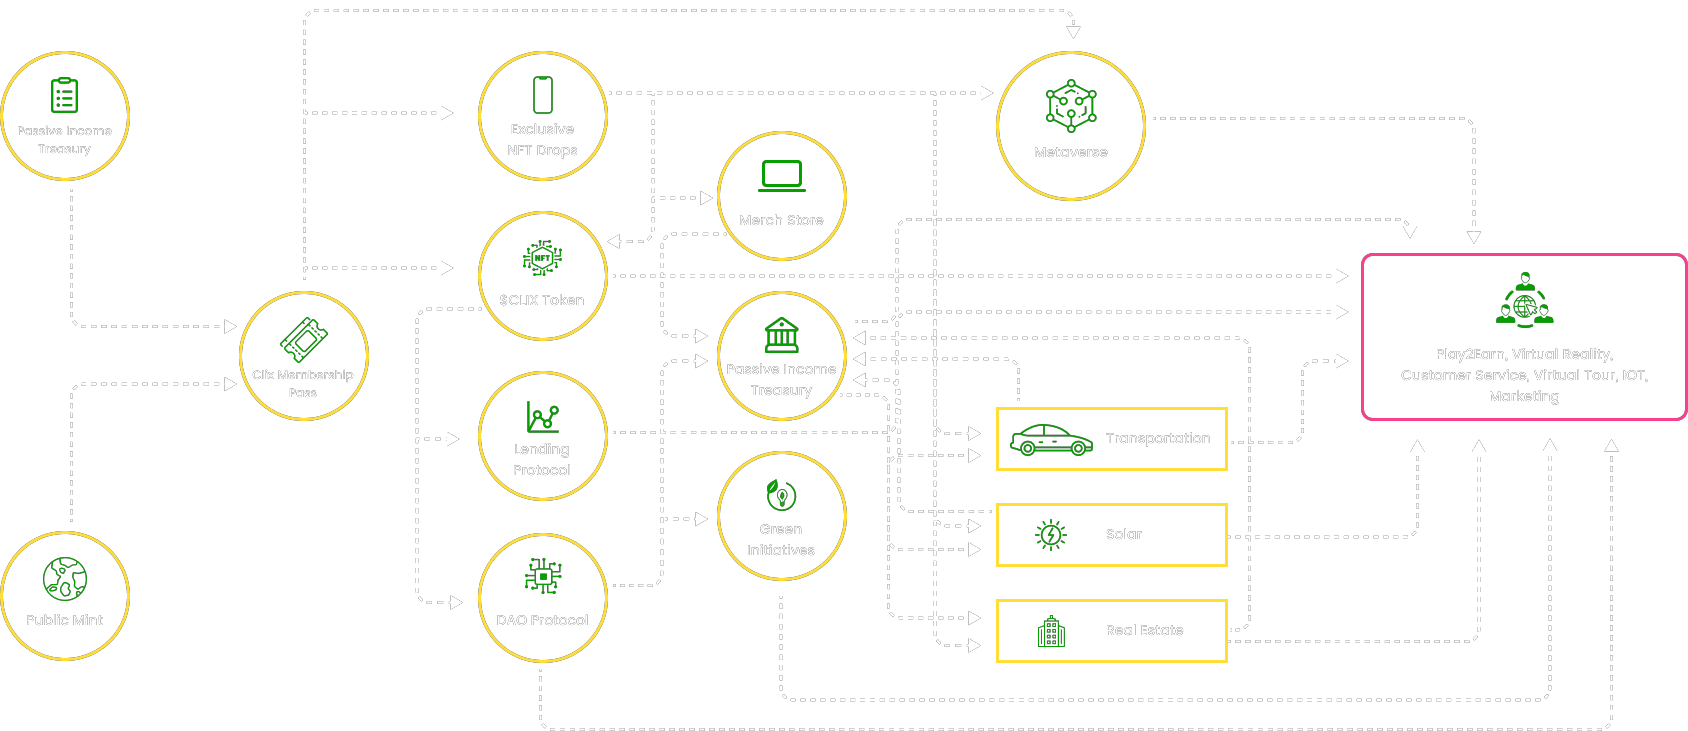 Passive Income
Treasury
Public Mint
Clix Membership
Pass
Exclusive
NFT Drops
NFT
$CLIX Token
Lending
Protocol
DAO Protocol
Merch Store
Passive Income
Treasury
Green
Initiatives
Metaverse
Transportation
Solar
Real Estate
Play2Earn, Virtual Reality,
Customer Service, Virtual Tour, IOT,
Marketing